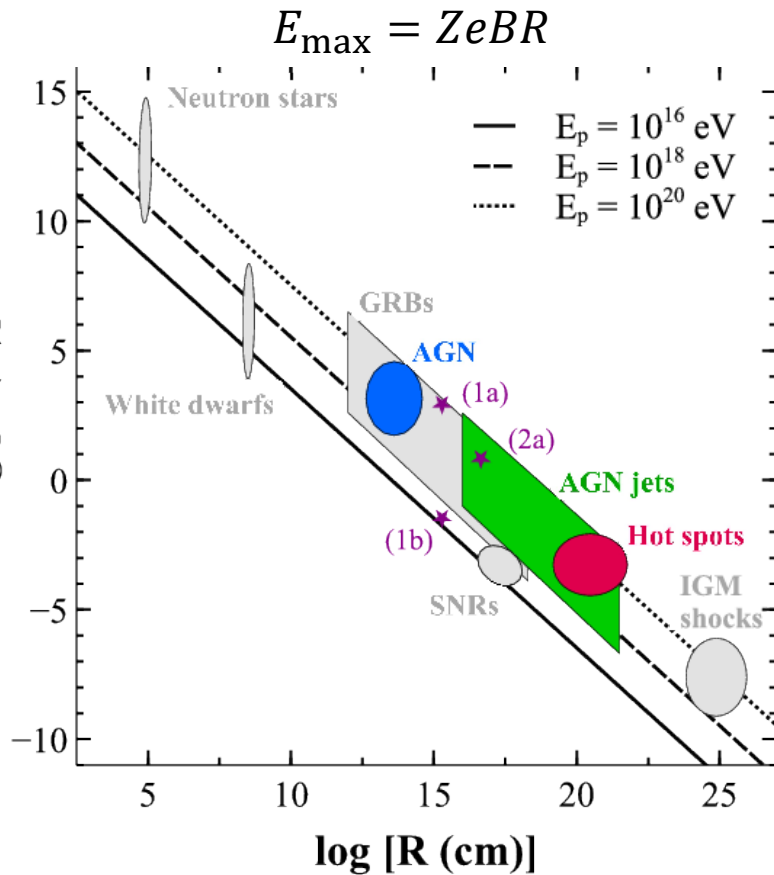 E_max = ZeBR
15
10
5
0
−5
−10
Neutron stars
E_p = 10^16 eV
E_p = 10^18 eV
E_p = 10^20 eV
GRBs
AGN
(1a)
White dwarfs
(2a)
AGN jets
(1b)
Hot spots
SNRs
IGM
shocks
5
10
15
20
25
log [R (cm)]